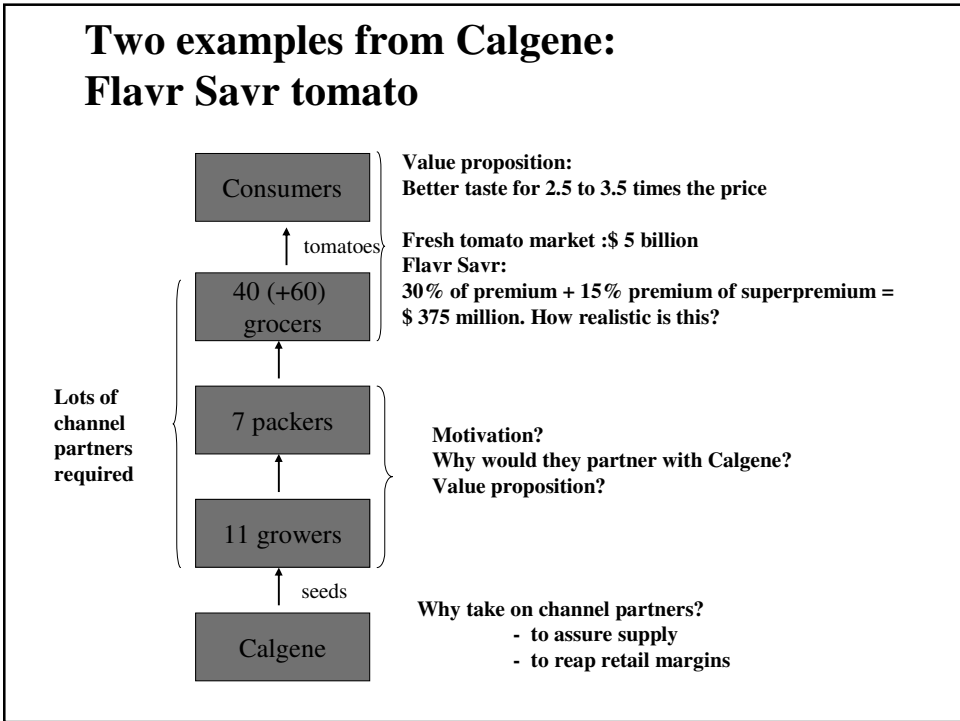 Two examples from Calgene:
Flavr Savr tomato
Consumers
tomatoes
40 (+60)
grocers
7 packers
11 growers
seeds
Calgene
Lots of
channel
partners
required
Value proposition:
Better taste for 2.5 to 3.5 times the price
Fresh tomato market :$ 5 billion
Flavr Savr:
30% of premium + 15% premium of superpremium =
$ 375 million. How realistic is this?
Motivation?
Why would they partner with Calgene?
Value proposition?
Why take on channel partners?
- to assure supply
- to reap retail margins